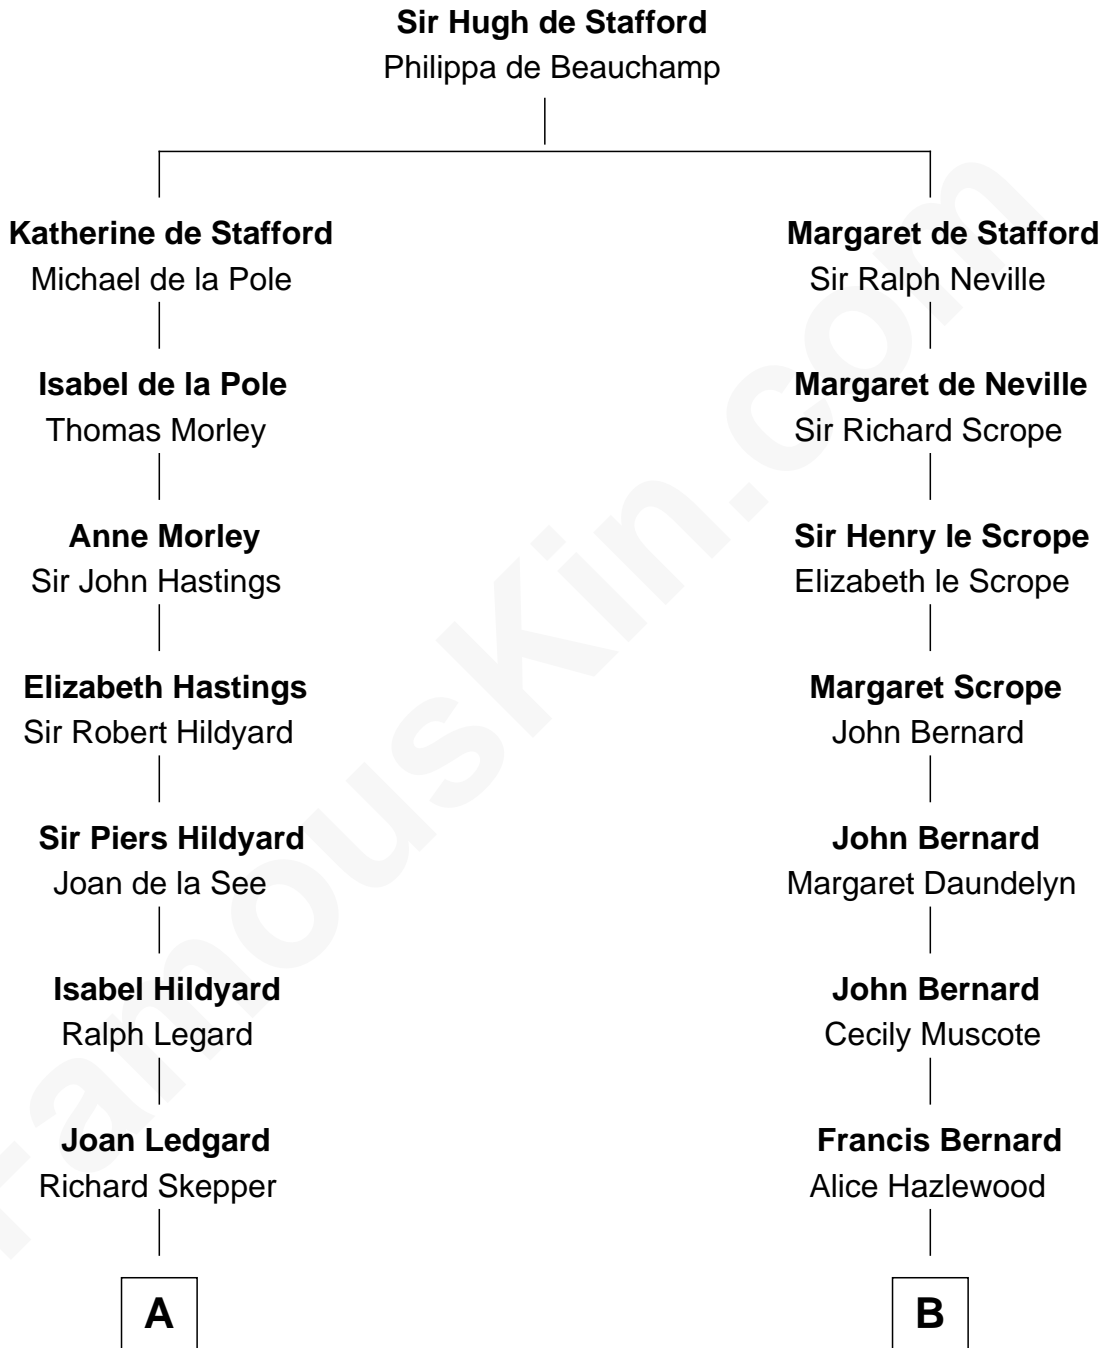 Sir Hugh de Stafford
Philippa de Beauchamp
Katherine de Stafford
Michael de la Pole
Margaret de Stafford
Sir Ralph Neville
Isabel de la Pole
Thomas Morley
Margaret de Neville
Sir Richard Scrope
Anne Morley
Sir John Hastings
Sir Henry le Scrope
Elizabeth le Scrope
Elizabeth Hastings
Sir Robert Hildyard
Margaret Scrope
John Bernard
Sir Piers Hildyard
Joan de la See
John Bernard
Margaret Daundelyn
Isabel Hildyard
Ralph Legard
John Bernard
Cecily Muscote
Joan Ledgard
Richard Skepper
Francis Bernard
Alice Hazlewood
A
B
FamousKin.com